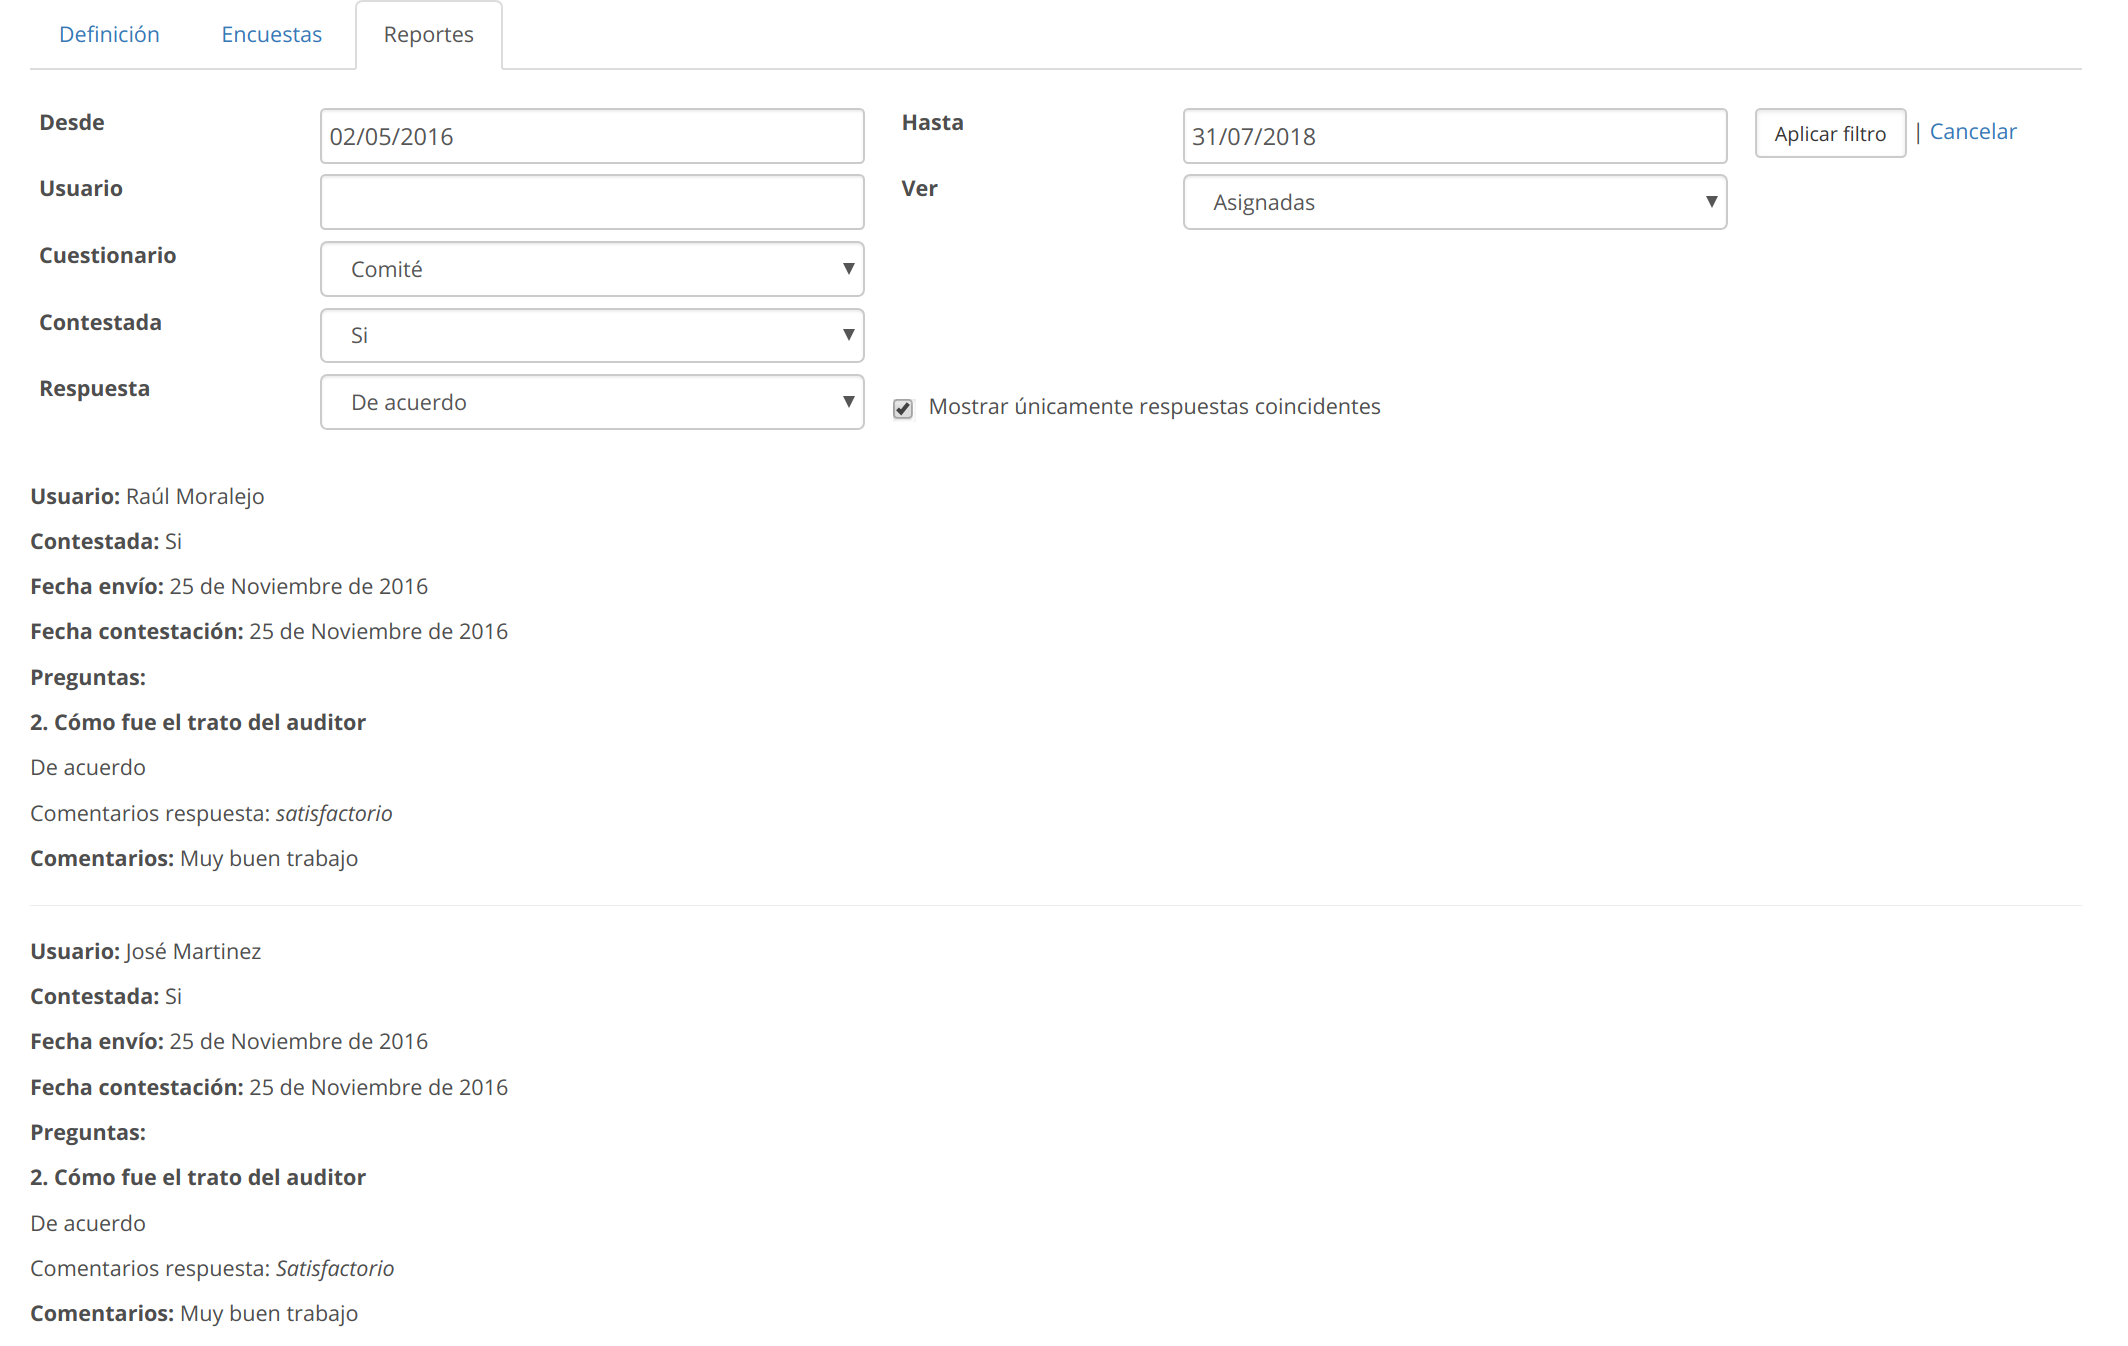 Definición Encuestas Reportes
Desde 02/05/2016 Hasta 31/07/2018 Aplicar filtro | Cancelar
Usuario Ver Asignadas
Cuestionario Comité
Contestada Si
Respuesta De acuerdo Mostrar únicamente respuestas coincidentes
Usuario: Raúl Moralejo
Contestada: Si
Fecha envío: 25 de Noviembre de 2016
Fecha contestación: 25 de Noviembre de 2016
Preguntas:
2. Cómo fue el trato del auditor
De acuerdo
Comentarios respuesta: satisfactorio
Comentarios: Muy buen trabajo
Usuario: José Martinez
Contestada: Si
Fecha envío: 25 de Noviembre de 2016
Fecha contestación: 25 de Noviembre de 2016
Preguntas:
2. Cómo fue el trato del auditor
De acuerdo
Comentarios respuesta: Satisfactorio
Comentarios: Muy buen trabajo